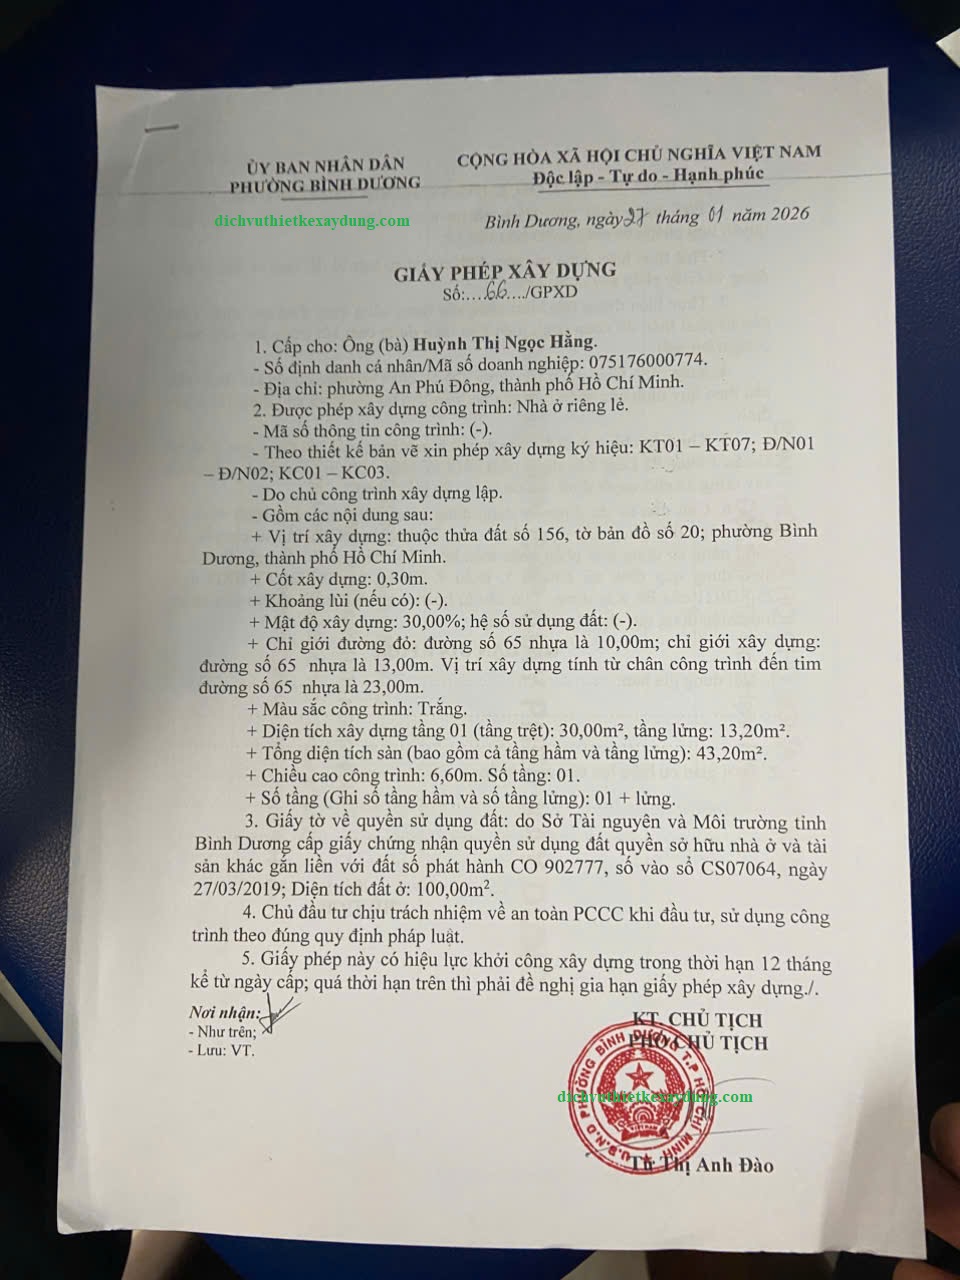 ỦY BAN NHÂN DÂN
PHƯỜNG BÌNH DƯƠNG
CỘNG HÒA XÃ HỘI CHỦ NGHĨA VIỆT NAM
Độc lập - Tự do - Hạnh phúc
dichvuthietkexaydung.com
Bình Dương, ngày 27 tháng 01 năm 2026
GIẤY PHÉP XÂY DỰNG
Số:....66..../GPXD
1. Cấp cho: Ông (bà) Huỳnh Thị Ngọc Hằng.
- Số định danh cá nhân/Mã số doanh nghiệp: 075176000774.
- Địa chỉ: phường An Phú Đông, thành phố Hồ Chí Minh.
2. Được phép xây dựng công trình: Nhà ở riêng lẻ.
- Mã số thông tin công trình: (-).
- Theo thiết kế bản vẽ xin phép xây dựng ký hiệu: KT01 – KT07; Đ/N01
– Đ/N02; KC01 – KC03.
- Do chủ công trình xây dựng lập.
- Gồm các nội dung sau:
+ Vị trí xây dựng: thuộc thửa đất số 156, tờ bản đồ số 20; phường Bình
Dương, thành phố Hồ Chí Minh.
+ Cốt xây dựng: 0,30m.
+ Khoảng lùi (nếu có): (-).
+ Mật độ xây dựng: 30,00%; hệ số sử dụng đất: (-).
+ Chỉ giới đường đỏ: đường số 65 nhựa là 10,00m; chỉ giới xây dựng:
đường số 65 nhựa là 13,00m. Vị trí xây dựng tính từ chân công trình đến tim
đường số 65 nhựa là 23,00m.
+ Màu sắc công trình: Trắng.
+ Diện tích xây dựng tầng 01 (tầng trệt): 30,00m², tầng lửng: 13,20m².
+ Tổng diện tích sàn (bao gồm cả tầng hầm và tầng lửng): 43,20m².
+ Chiều cao công trình: 6,60m. Số tầng: 01.
+ Số tầng (Ghi số tầng hầm và số tầng lửng): 01 + lửng.
3. Giấy tờ về quyền sử dụng đất: do Sở Tài nguyên và Môi trường tỉnh
Bình Dương cấp giấy chứng nhận quyền sử dụng đất quyền sở hữu nhà ở và tài
sản khác gắn liền với đất số phát hành CO 902777, số vào sổ CS07064, ngày
27/03/2019; Diện tích đất ở: 100,00m².
4. Chủ đầu tư chịu trách nhiệm về an toàn PCCC khi đầu tư, sử dụng công
trình theo đúng quy định pháp luật.
5. Giấy phép này có hiệu lực khởi công xây dựng trong thời hạn 12 tháng
kể từ ngày cấp; quá thời hạn trên thì phải đề nghị gia hạn giấy phép xây dựng./.
Nơi nhận:
- Như trên;
- Lưu: VT.
KT. CHỦ TỊCH
PHÓ CHỦ TỊCH
U.B.N.D PHƯỜNG BÌNH DƯƠNG T.P HỒ CHÍ MINH
VIỆT NAM
dichvuthietkexaydung.com
Từ Thị Anh Đào